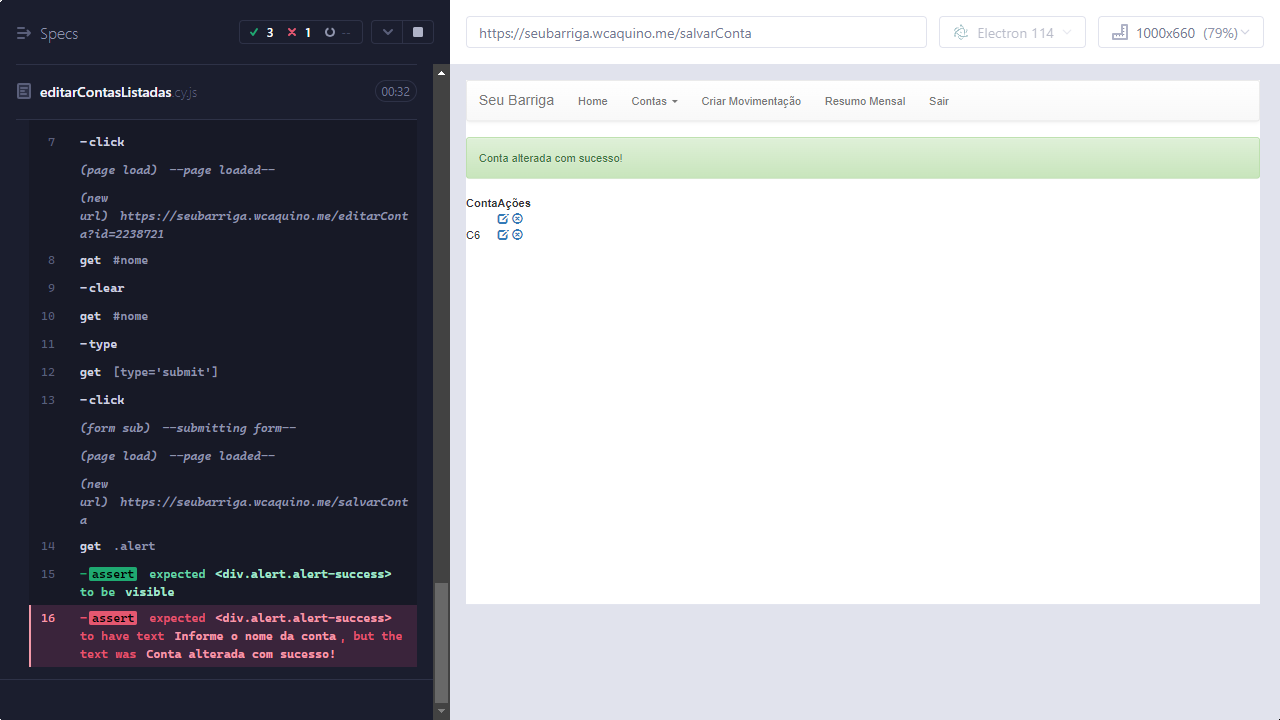 Specs
3 1 --
editarContasListadas.cy.js
00:32
7 -click
(page load) --page loaded--
(new
url) https://seubarriga.wcaquino.me/editarCont
a?id=2238721
8 get #nome
9 -clear
10 get #nome
11 -type
12 get [type='submit']
13 -click
(form sub) --submitting form--
(page load) --page loaded--
(new
url) https://seubarriga.wcaquino.me/salvarCont
a
14 get .alert
15 -assert expected <div.alert.alert-success>
to be visible
16 -assert expected <div.alert.alert-success>
to have text Informe o nome da conta, but the
text was Conta alterada com sucesso!
https://seubarriga.wcaquino.me/salvarConta
Electron 114
1000x660 (79%)
Seu Barriga Home Contas Criar Movimentação Resumo Mensal Sair
Conta alterada com sucesso!
ContaAções
C6